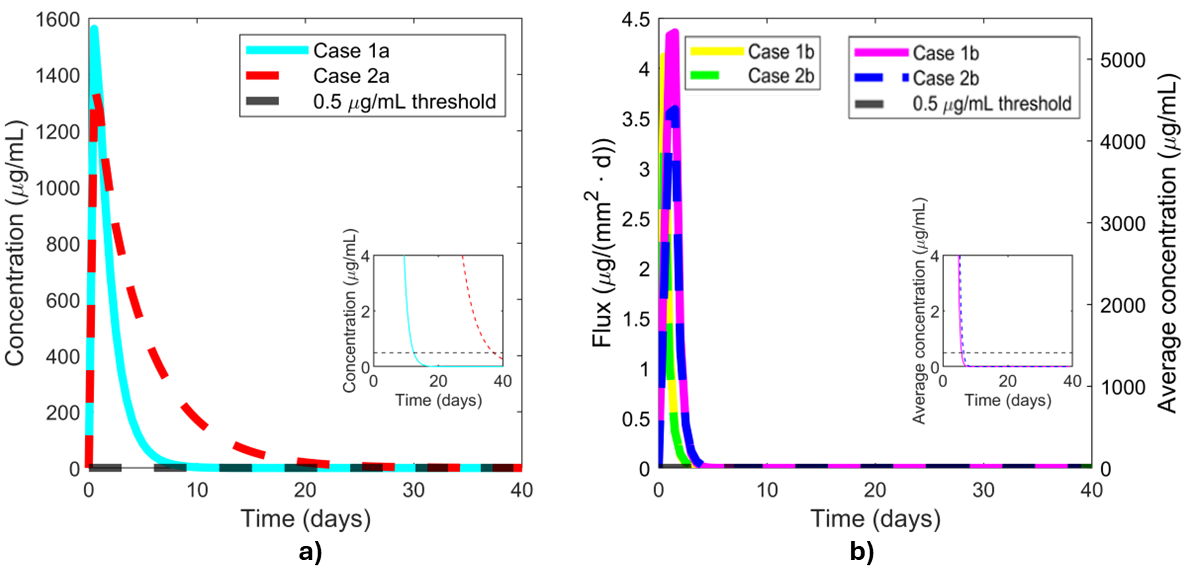 1600
1400
1200
1000
800
600
400
200
0
Concentration (μg/mL)
Case 1a
Case 2a
0.5 μg/mL threshold
4
2
0
Concentration (μg/mL)
0 20 40
Time (days)
0 10 20 30 40
Time (days)
a)
4.5
4
3.5
3
2.5
2
1.5
1
0.5
0
Flux (μg/(mm² · d))
Case 1b
Case 2b
Case 1b
Case 2b
0.5 μg/mL threshold
5000
4000
3000
2000
1000
0
Average concentration (μg/mL)
4
2
0
Average concentration (μg/mL)
0 20 40
Time (days)
0 10 20 30 40
Time (days)
b)